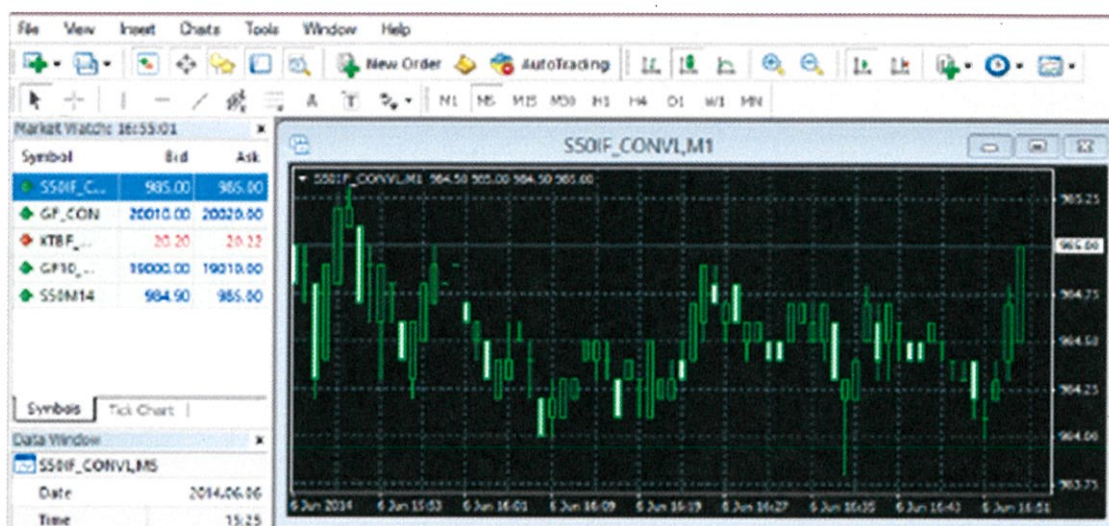 File View Insert Charts Tools Window Help
New Order AutoTrading
A T M1 M5 M15 M30 H1 H4 D1 W1 MN
Market Watch: 16:55:01
Symbol Bid Ask
S50IF_C... 985.00 985.00
GF_CON 20010.00 20020.00
KTBF_... 20.20 20.22
GF10_... 19000.00 19010.00
S50M14 984.90 985.00
Symbols Tick Chart
Data Window
S50IF_CONVL,M5
Date 2014.06.06
Time 15:25
S50IF_CONVL,M1
S50IF_CONVL,M1 984.50 985.00 984.50 985.00
985.25
985.00
984.75
984.50
984.25
984.00
983.75
6 Jun 2014 6 Jun 15:53 6 Jun 16:01 6 Jun 16:09 6 Jun 16:19 6 Jun 16:27 6 Jun 16:35 6 Jun 16:43 6 Jun 16:51